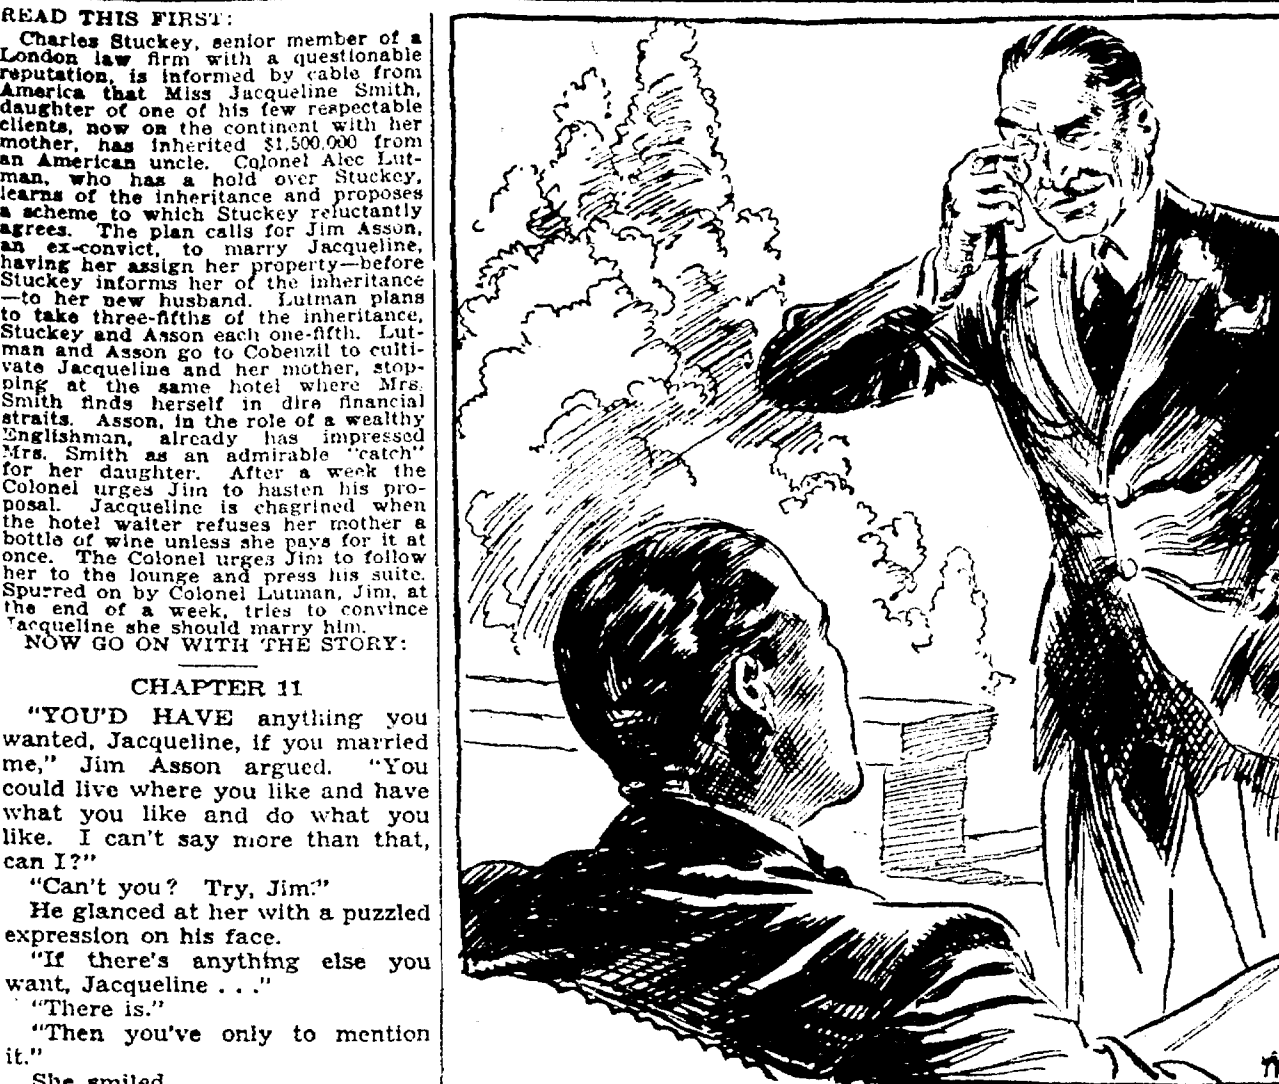 READ THIS FIRST:
Charles Stuckey, senior member of a
London law firm with a questionable
reputation, is informed by cable from
America that Miss Jacqueline Smith,
daughter of one of his few respectable
clients, now on the continent with her
mother, has inherited $1,500,000 from
an American uncle. Colonel Alec Lut-
man, who has a hold over Stuckey,
learns of the inheritance and proposes
a scheme to which Stuckey reluctantly
agrees. The plan calls for Jim Asson,
an ex-convict, to marry Jacqueline,
having her assign her property—before
Stuckey informs her of the inheritance
—to her new husband. Lutman plans
to take three-fifths of the inheritance,
Stuckey and Asson each one-fifth. Lut-
man and Asson go to Cobenzil to culti-
vate Jacqueline and her mother, stop-
ping at the same hotel where Mrs.
Smith finds herself in dire financial
straits. Asson, in the role of a wealthy
Englishman, already has impressed
Mrs. Smith as an admirable "catch"
for her daughter. After a week the
Colonel urges Jim to hasten his pro-
posal. Jacqueline is chagrined when
the hotel waiter refuses her mother a
bottle of wine unless she pays for it at
once. The Colonel urges Jim to follow
her to the lounge and press his suite.
Spurred on by Colonel Lutman, Jim, at
the end of a week, tries to convince
Jacqueline she should marry him.
NOW GO ON WITH THE STORY:
CHAPTER 11
"YOU'D HAVE anything you
wanted, Jacqueline, if you married
me," Jim Asson argued. "You
could live where you like and have
what you like and do what you
like. I can't say more than that,
can I?"
"Can't you? Try, Jim."
He glanced at her with a puzzled
expression on his face.
"If there's anything else you
want, Jacqueline . . ."
"There is."
"Then you've only to mention
it."
She smiled.